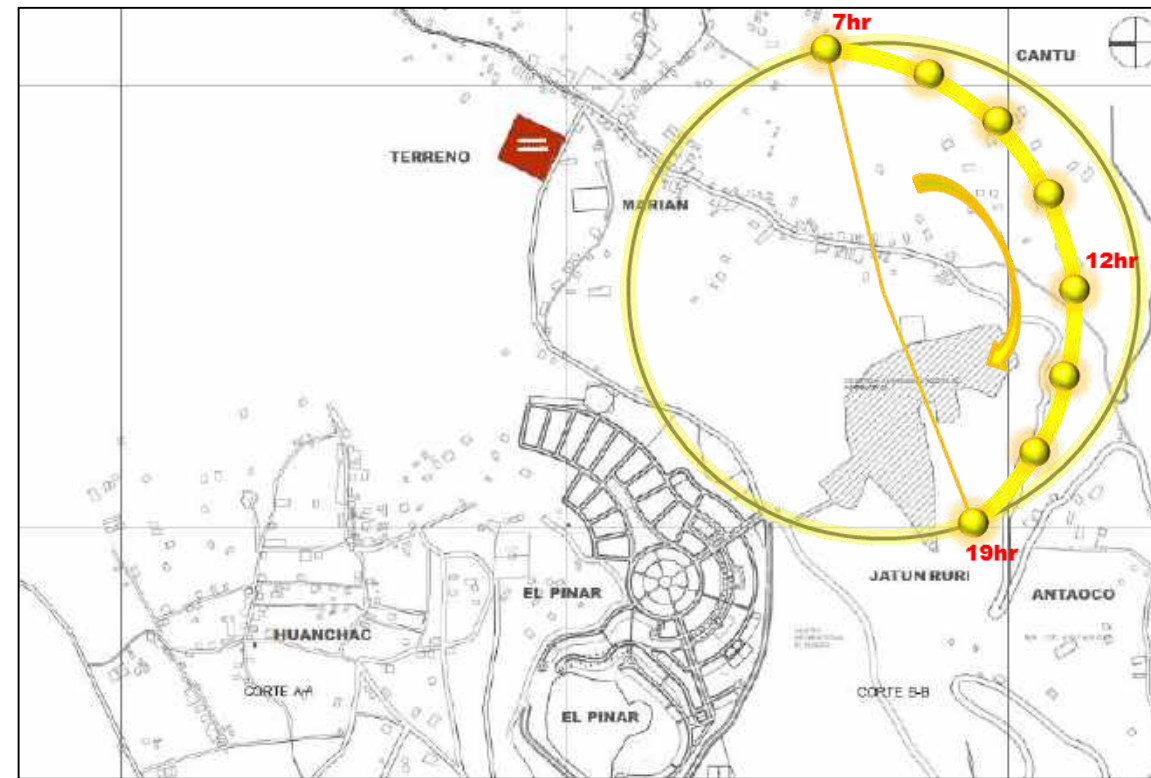 7hr
CANTU
TERRENO
MARIAN
12hr
19hr
JATUN RURI
EL PINAR
ANTAOCO
HUANCHAC
CORTE A-A
CORTE B-B
EL PINAR